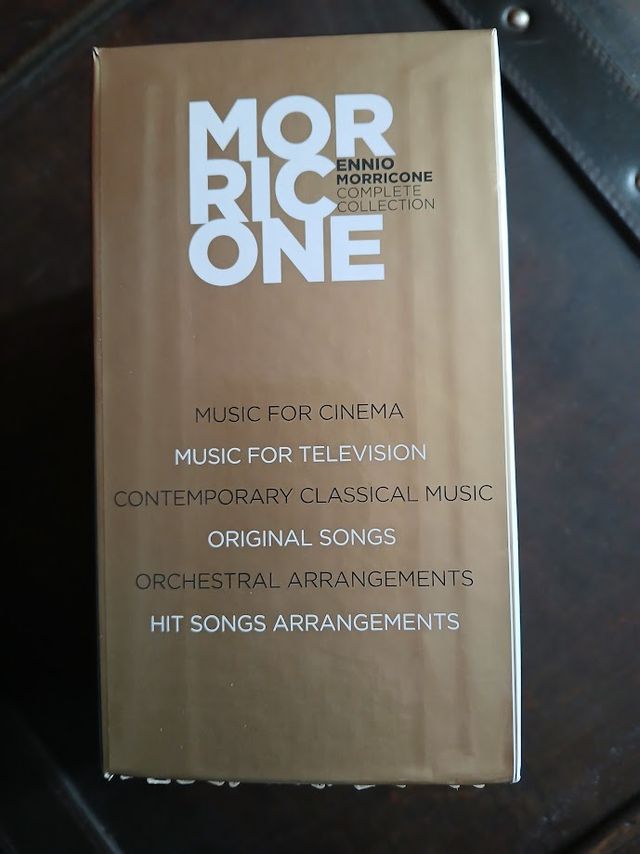 MOR
RIC
ONE
ENNIO
MORRICONE
COMPLETE
COLLECTION
MUSIC FOR CINEMA
MUSIC FOR TELEVISION
CONTEMPORARY CLASSICAL MUSIC
ORIGINAL SONGS
ORCHESTRAL ARRANGEMENTS
HIT SONGS ARRANGEMENTS